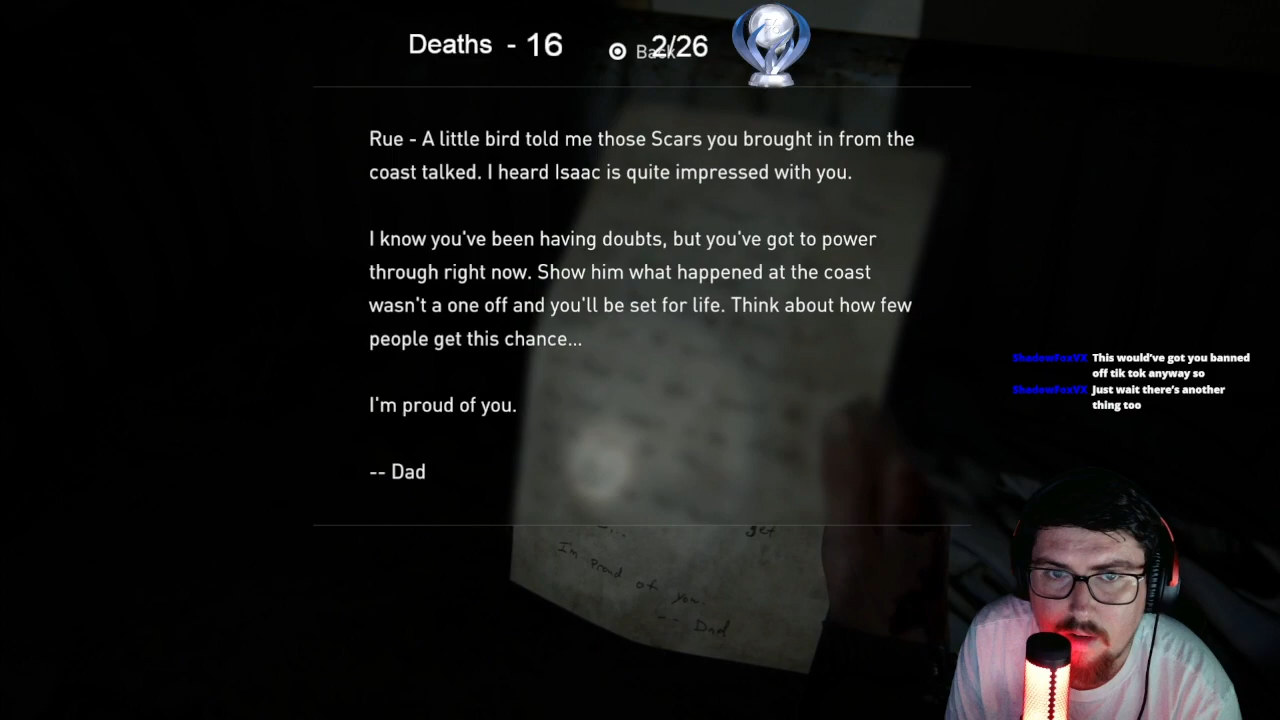 Deaths - 16
Back
2/26
Rue - A little bird told me those Scars you brought in from the
coast talked. I heard Isaac is quite impressed with you.
I know you've been having doubts, but you've got to power
through right now. Show him what happened at the coast
wasn't a one off and you'll be set for life. Think about how few
people get this chance...
I'm proud of you.
-- Dad
get
I'm proud of you
-- Dad
ShadowFoxVX This would've got you banned
off tik tok anyway so
ShadowFoxVX Just wait there's another
thing too